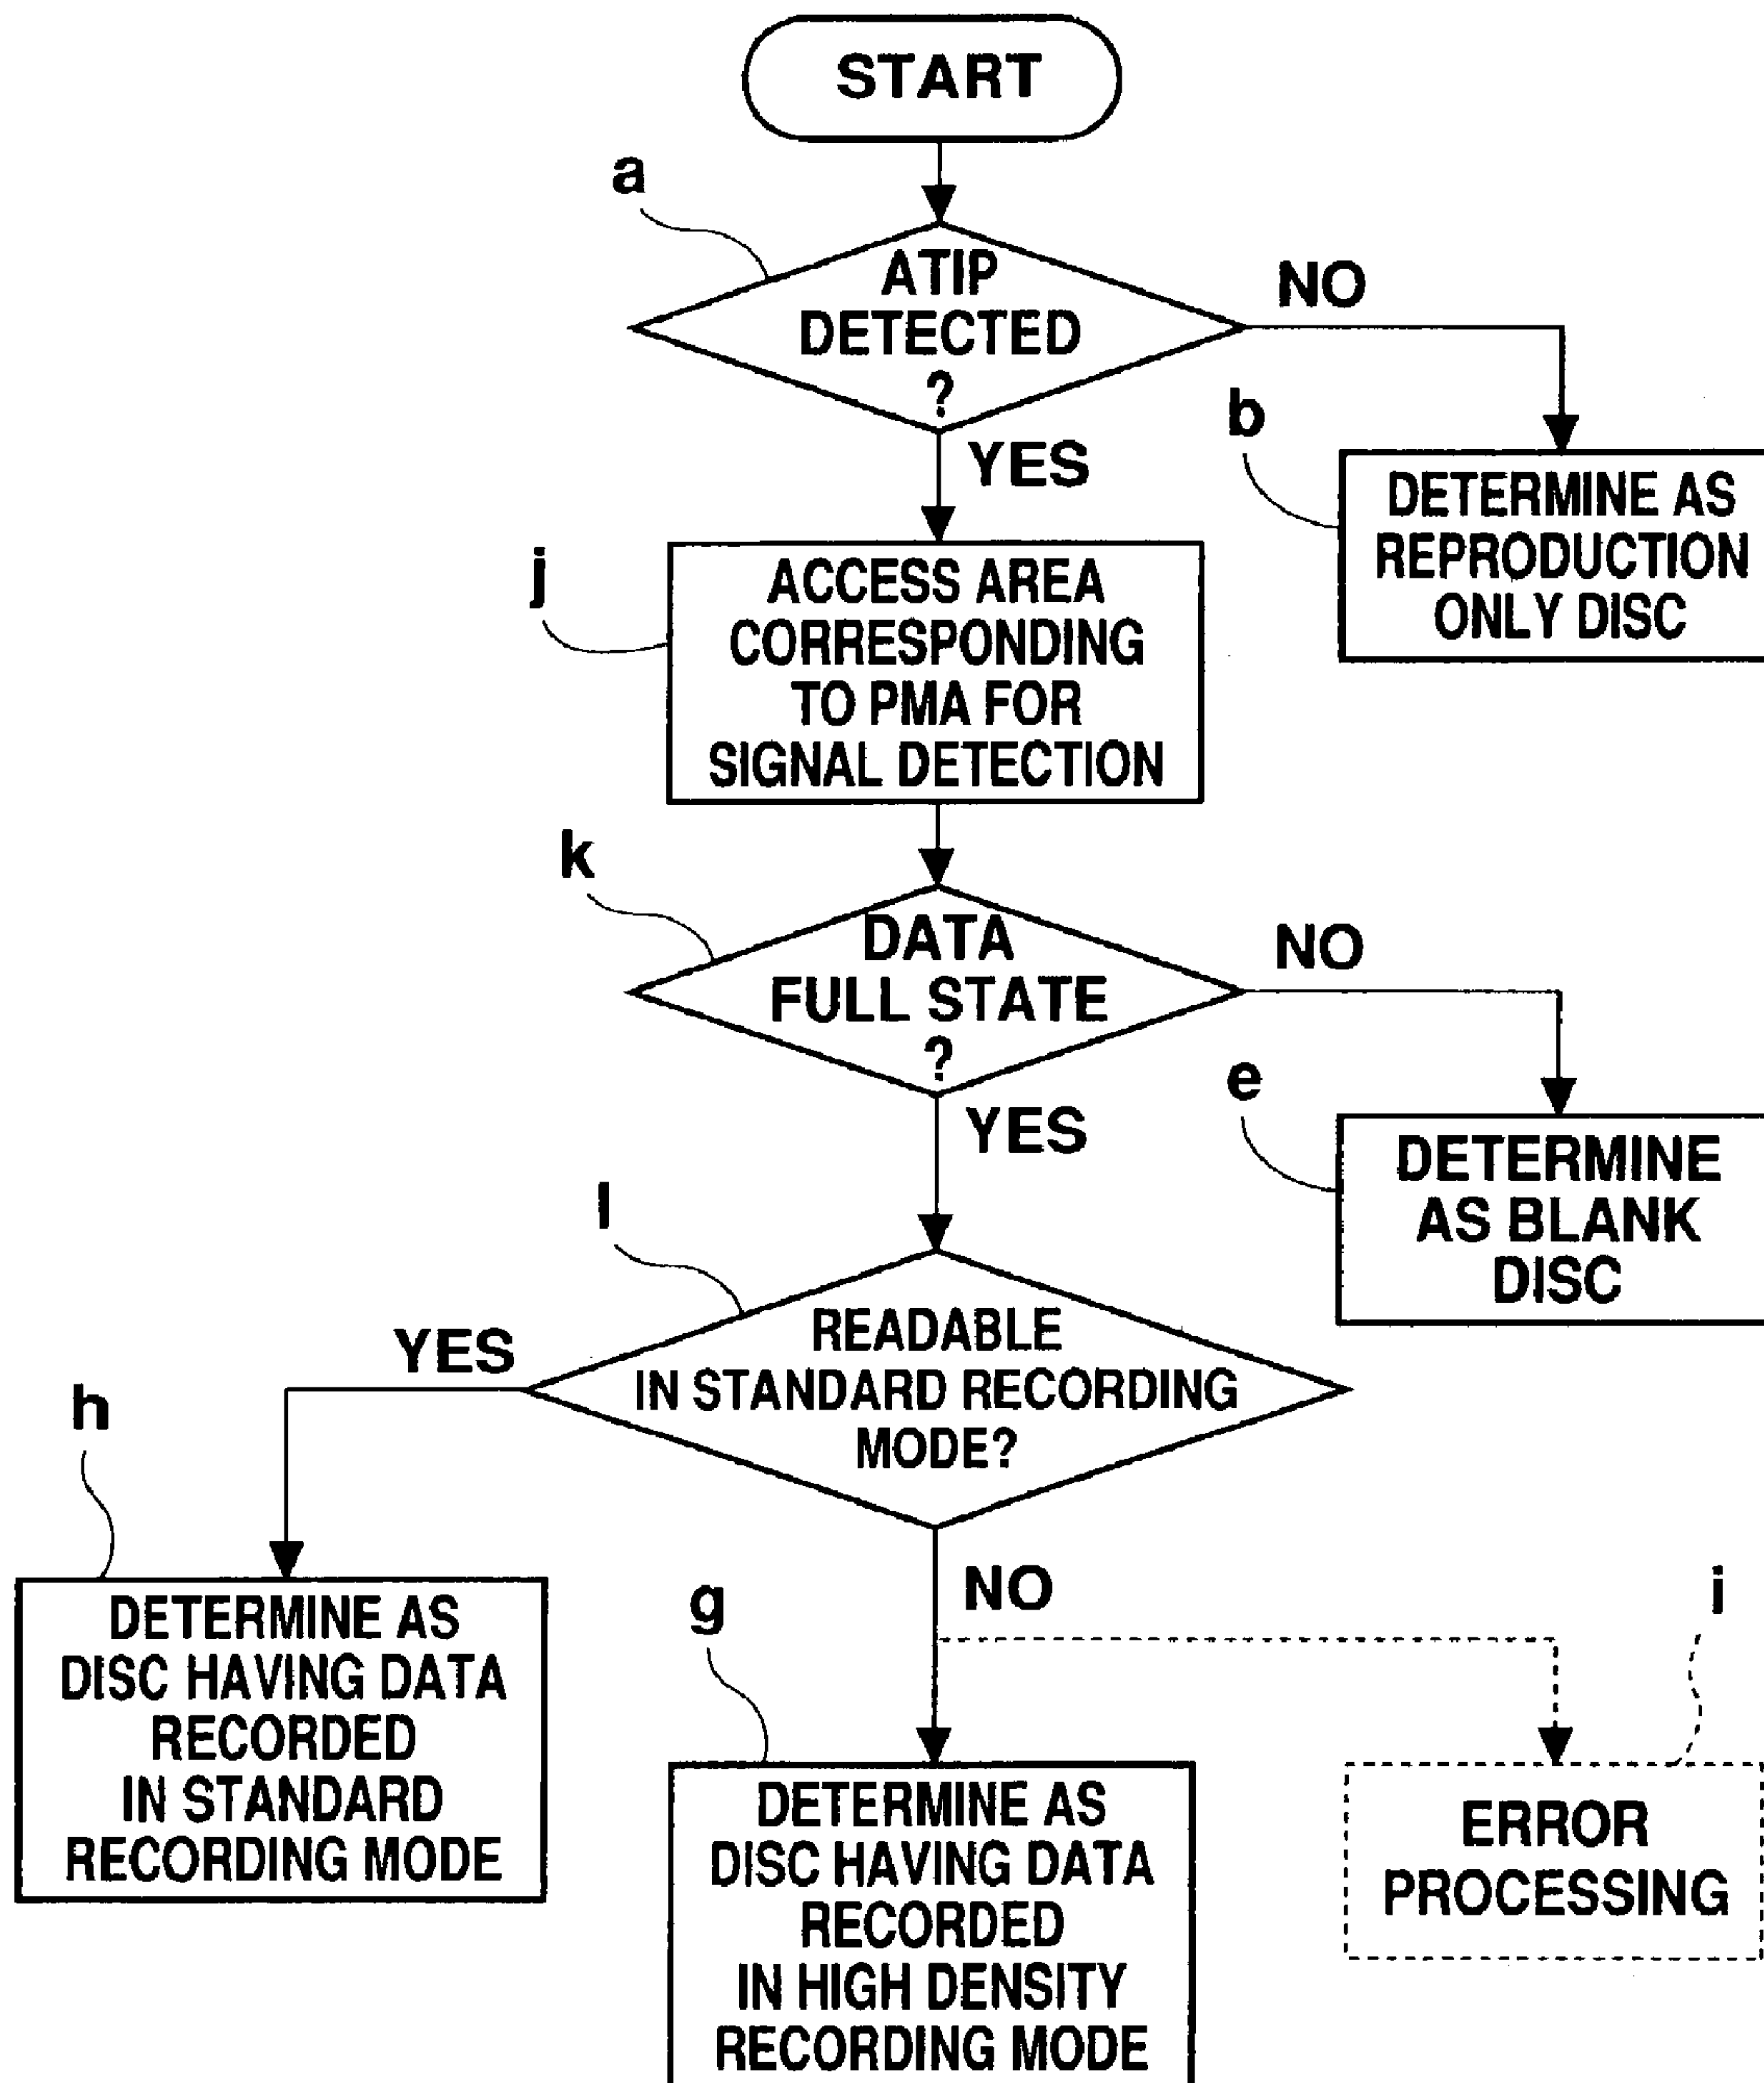 START
a
ATIP
DETECTED
?
NO
YES
b
DETERMINE AS
REPRODUCTION
ONLY DISC
j
ACCESS AREA
CORRESPONDING
TO PMA FOR
SIGNAL DETECTION
k
DATA
FULL STATE
?
NO
YES
e
DETERMINE
AS BLANK
DISC
l
READABLE
IN STANDARD RECORDING
MODE?
YES
NO
h
DETERMINE AS
DISC HAVING DATA
RECORDED
IN STANDARD
RECORDING MODE
g
DETERMINE AS
DISC HAVING DATA
RECORDED
IN HIGH DENSITY
RECORDING MODE
i
ERROR
PROCESSING